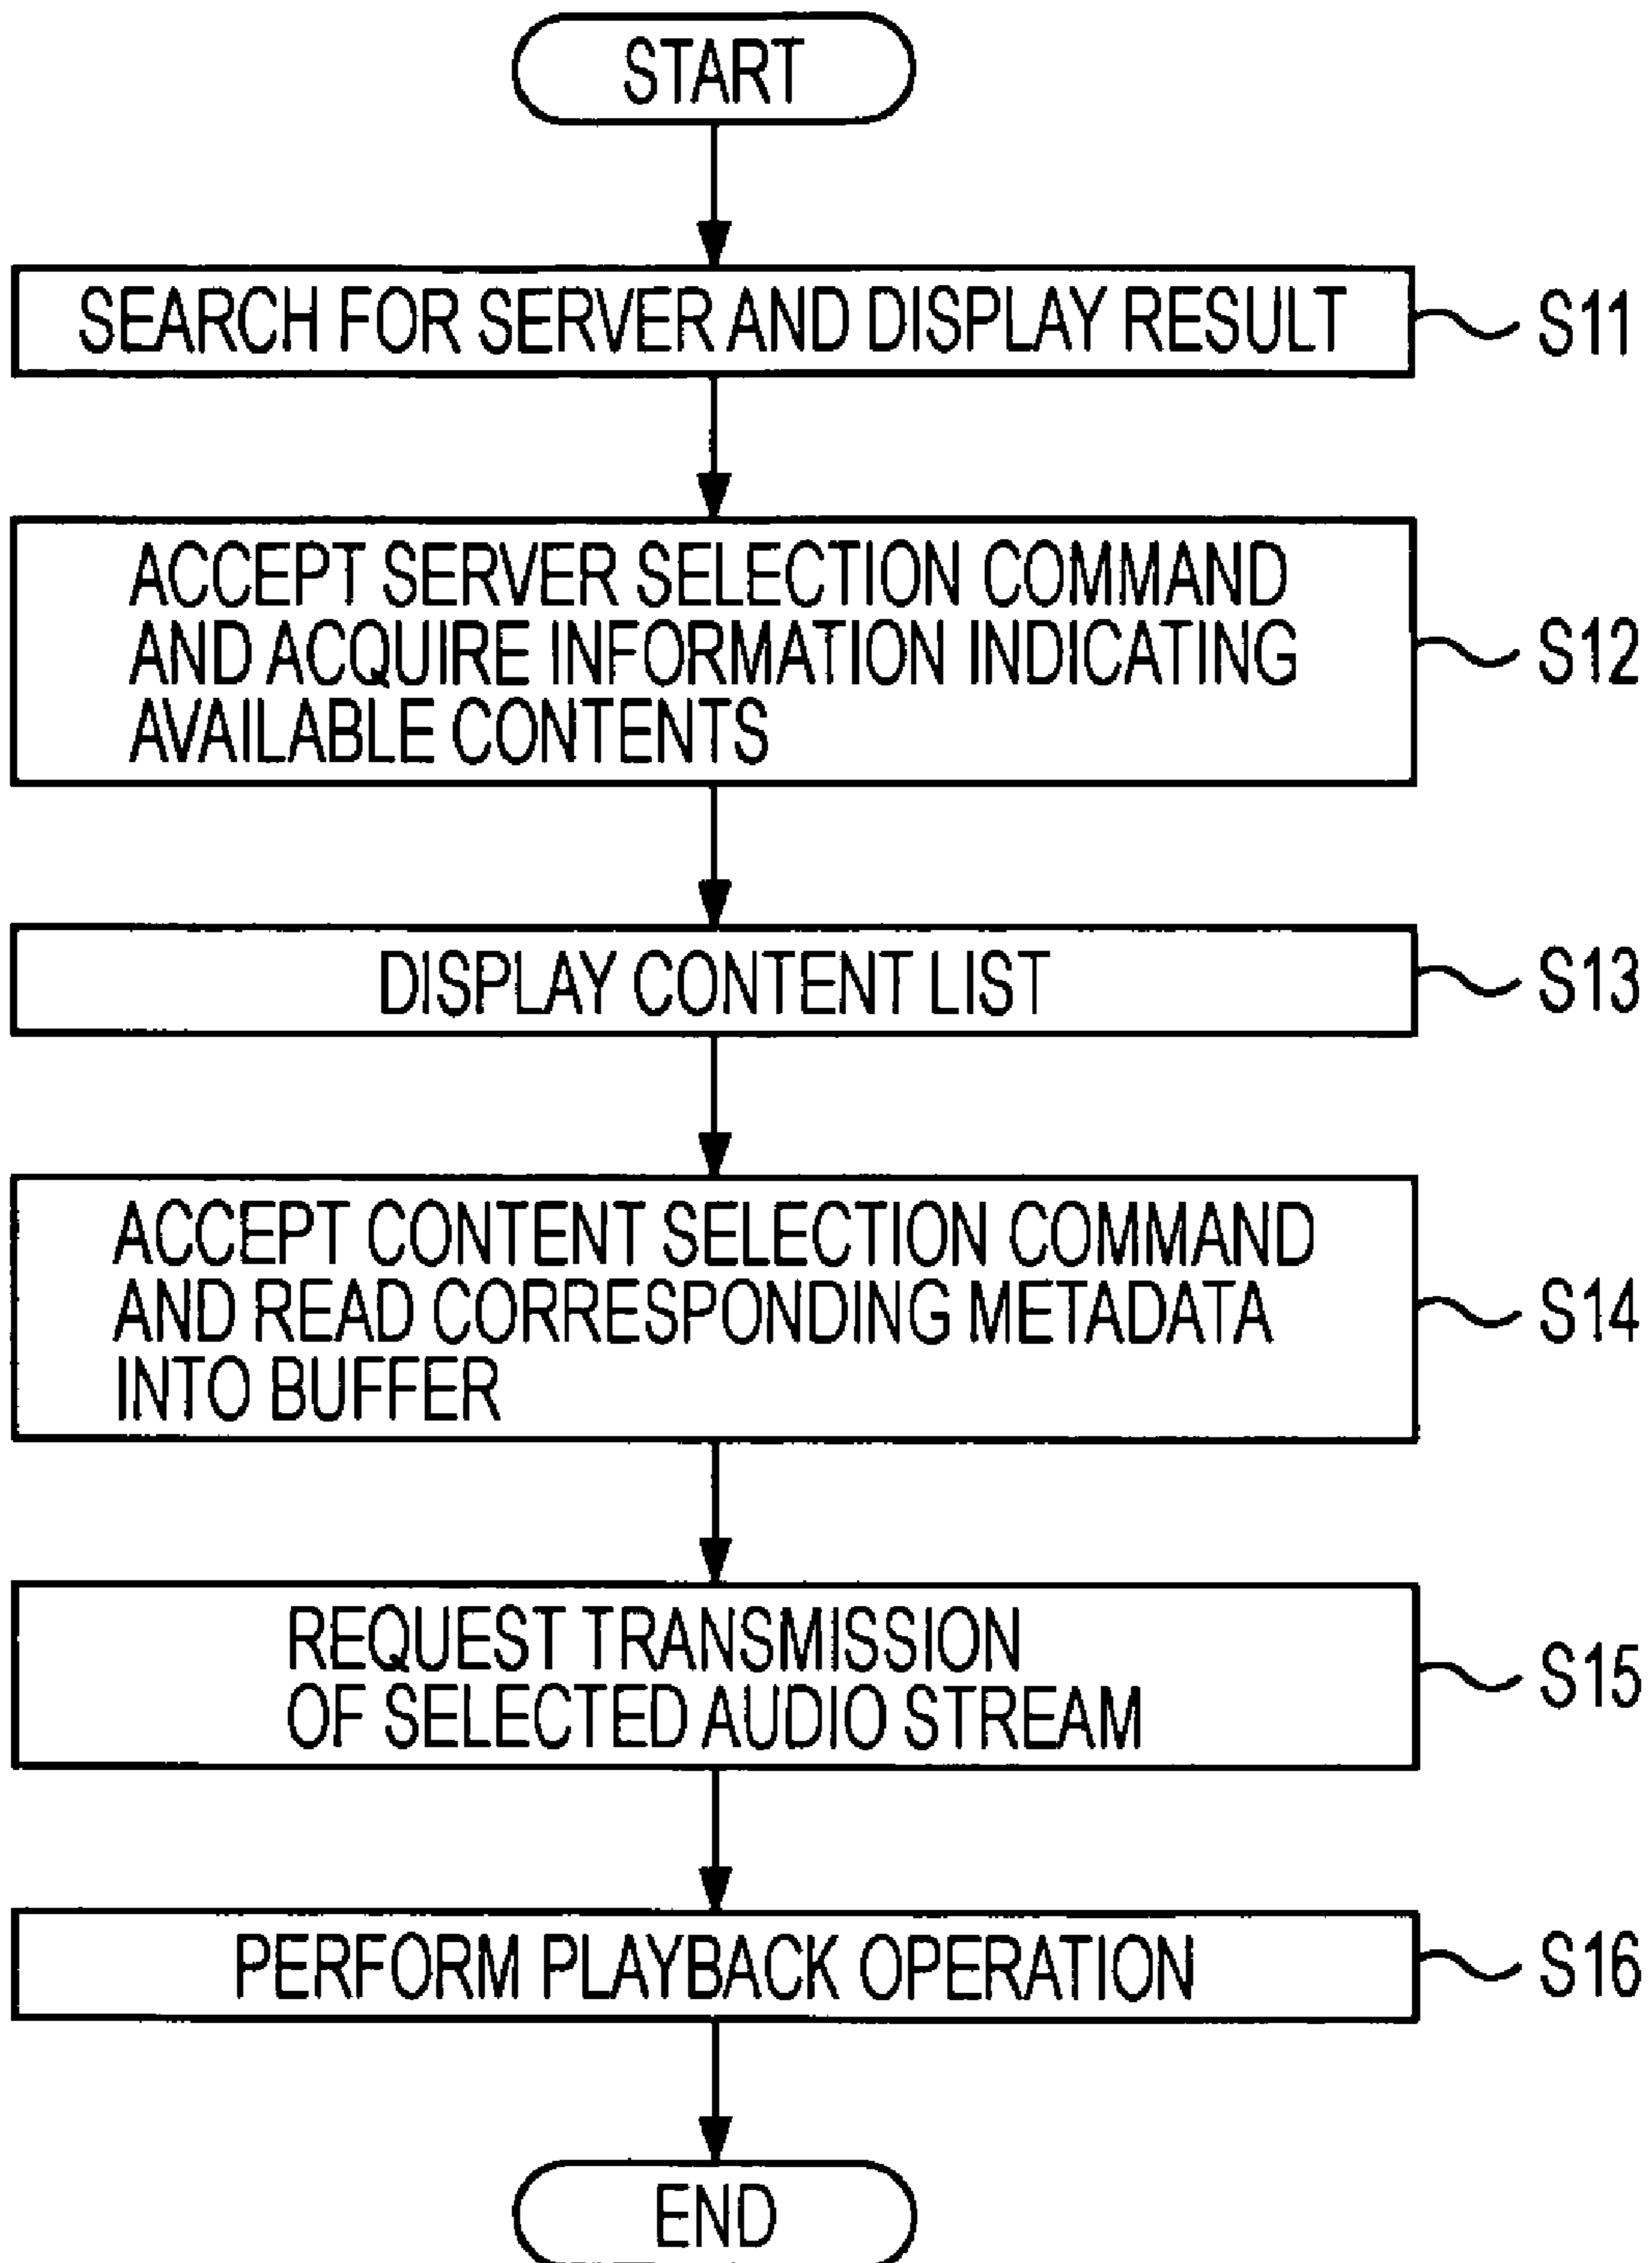 START
SEARCH FOR SERVER AND DISPLAY RESULT
S11
ACCEPT SERVER SELECTION COMMAND
AND ACQUIRE INFORMATION INDICATING
AVAILABLE CONTENTS
S12
DISPLAY CONTENT LIST
S13
ACCEPT CONTENT SELECTION COMMAND
AND READ CORRESPONDING METADATA
INTO BUFFER
S14
REQUEST TRANSMISSION
OF SELECTED AUDIO STREAM
S15
PERFORM PLAYBACK OPERATION
S16
END